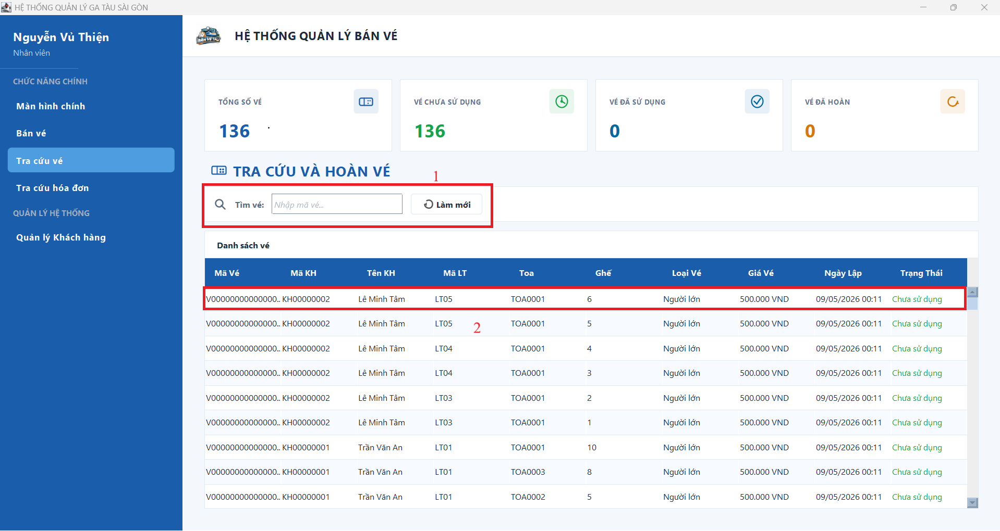 HỆ THỐNG QUẢN LÝ GA TÀU SÀI GÒN
Nguyễn Vủ Thiện
Nhân viên
CHỨC NĂNG CHÍNH
Màn hình chính
Bán vé
Tra cứu vé
Tra cứu hóa đơn
QUẢN LÝ HỆ THỐNG
Quản lý Khách hàng
BÁN VÉ TÀU
HỆ THỐNG QUẢN LÝ BÁN VÉ
TỔNG SỐ VÉ
136
VÉ CHƯA SỬ DỤNG
136
VÉ ĐÃ SỬ DỤNG
0
VÉ ĐÃ HOÀN
0
TRA CỨU VÀ HOÀN VÉ
1
Tìm vé: Nhập mã vé... Làm mới
Danh sách vé
Mã Vé Mã KH Tên KH Mã LT Toa Ghế Loại Vé Giá Vé Ngày Lập Trạng Thái
V00000000000000... KH00000002 Lê Minh Tâm LT05 TOA0001 6 Người lớn 500.000 VND 09/05/2026 00:11 Chưa sử dụng
V00000000000000... KH00000002 Lê Minh Tâm LT05 TOA0001 5 Người lớn 500.000 VND 09/05/2026 00:11 Chưa sử dụng
2
V00000000000000... KH00000002 Lê Minh Tâm LT04 TOA0001 4 Người lớn 500.000 VND 09/05/2026 00:11 Chưa sử dụng
V00000000000000... KH00000002 Lê Minh Tâm LT04 TOA0001 3 Người lớn 500.000 VND 09/05/2026 00:11 Chưa sử dụng
V00000000000000... KH00000002 Lê Minh Tâm LT03 TOA0001 2 Người lớn 500.000 VND 09/05/2026 00:11 Chưa sử dụng
V00000000000000... KH00000002 Lê Minh Tâm LT03 TOA0001 1 Người lớn 500.000 VND 09/05/2026 00:11 Chưa sử dụng
V00000000000000... KH00000001 Trần Văn An LT01 TOA0001 10 Người lớn 500.000 VND 09/05/2026 00:11 Chưa sử dụng
V00000000000000... KH00000001 Trần Văn An LT01 TOA0003 8 Người lớn 500.000 VND 09/05/2026 00:11 Chưa sử dụng
V00000000000000... KH00000001 Trần Văn An LT01 TOA0002 5 Người lớn 500.000 VND 09/05/2026 00:11 Chưa sử dụng